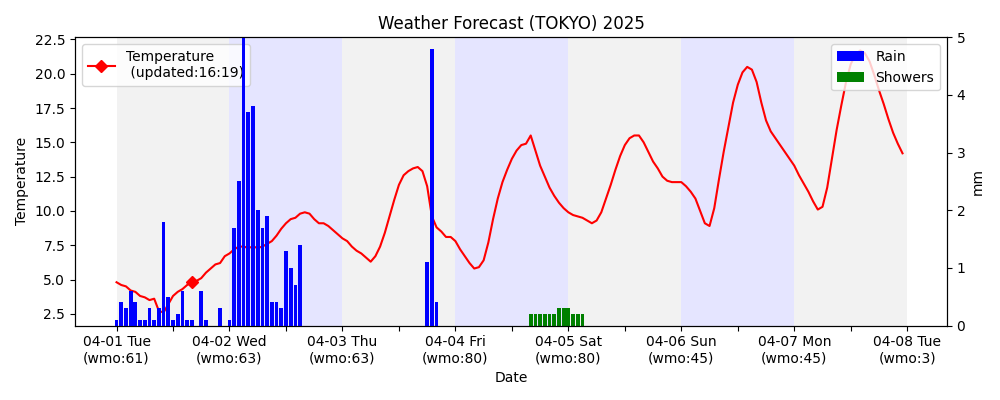 Weather Forecast (TOKYO) 2025
Temperature
(updated:16:19)
Rain
Showers
22.5
20.0
17.5
15.0
12.5
10.0
7.5
5.0
2.5
Temperature
5
4
3
2
1
0
mm
04-01 Tue
(wmo:61)
04-02 Wed
(wmo:63)
04-03 Thu
(wmo:63)
04-04 Fri
(wmo:80)
04-05 Sat
(wmo:80)
04-06 Sun
(wmo:45)
04-07 Mon
(wmo:45)
04-08 Tue
(wmo:3)
Date